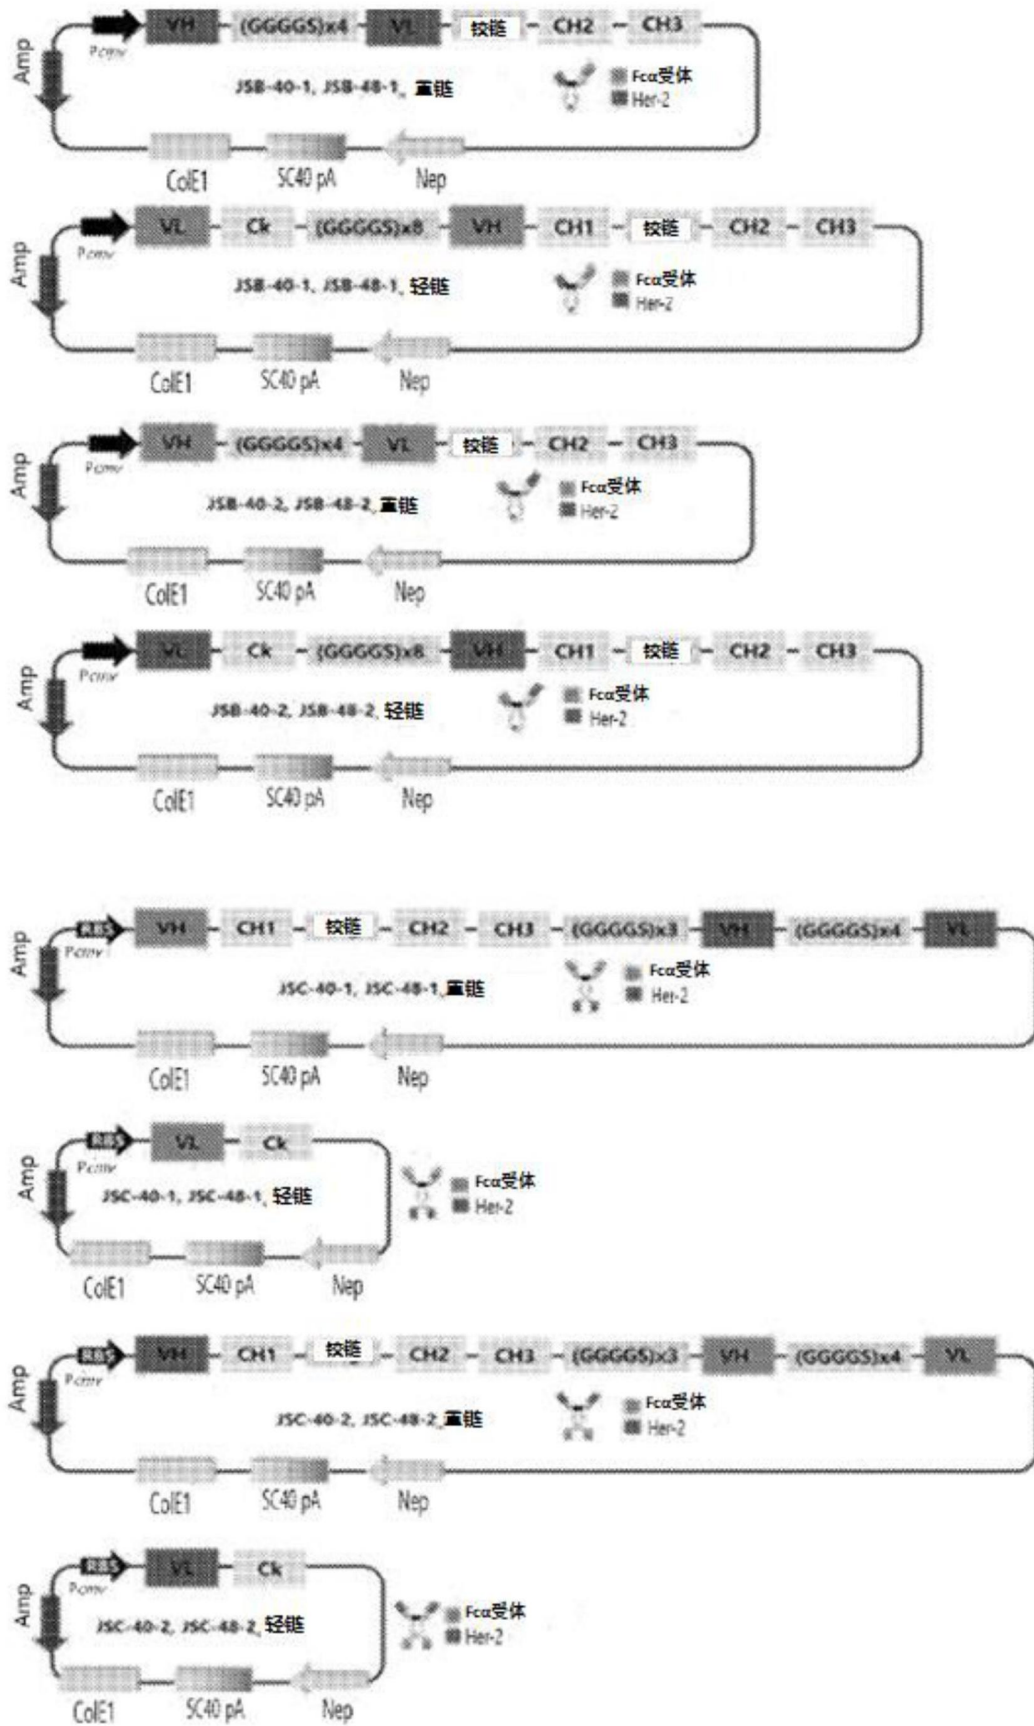 Amp Pcmv VH (GGGGS)x4 VL 铰链 CH2 CH3
JSB-40-1, JSB-48-1, 重链 Fcα受体
Her-2
ColE1 SC40 pA Nep
Amp Pcmv VL Ck (GGGGS)x8 VH CH1 铰链 CH2 CH3
JSB-40-1, JSB-48-1, 轻链 Fcα受体
Her-2
ColE1 SC40 pA Nep
Amp Pcmv VH (GGGGS)x4 VL 铰链 CH2 CH3
JSB-40-2, JSB-48-2, 重链 Fcα受体
Her-2
ColE1 SC40 pA Nep
Amp Pcmv VL Ck (GGGGS)x8 VH CH1 铰链 CH2 CH3
JSB-40-2, JSB-48-2, 轻链 Fcα受体
Her-2
ColE1 SC40 pA Nep
Amp RBS Pcmv VH CH1 铰链 CH2 CH3 (GGGGS)x3 VH (GGGGS)x4 VL
JSC-40-1, JSC-48-1, 重链 Fcα受体
Her-2
ColE1 SC40 pA Nep
Amp RBS Pcmv VL Ck
JSC-40-1, JSC-48-1, 轻链 Fcα受体
Her-2
ColE1 SC40 pA Nep
Amp RBS Pcmv VH CH1 铰链 CH2 CH3 (GGGGS)x3 VH (GGGGS)x4 VL
JSC-40-2, JSC-48-2, 重链 Fcα受体
Her-2
ColE1 SC40 pA Nep
Amp RBS Pcmv VL Ck
JSC-40-2, JSC-48-2, 轻链 Fcα受体
Her-2
ColE1 SC40 pA Nep